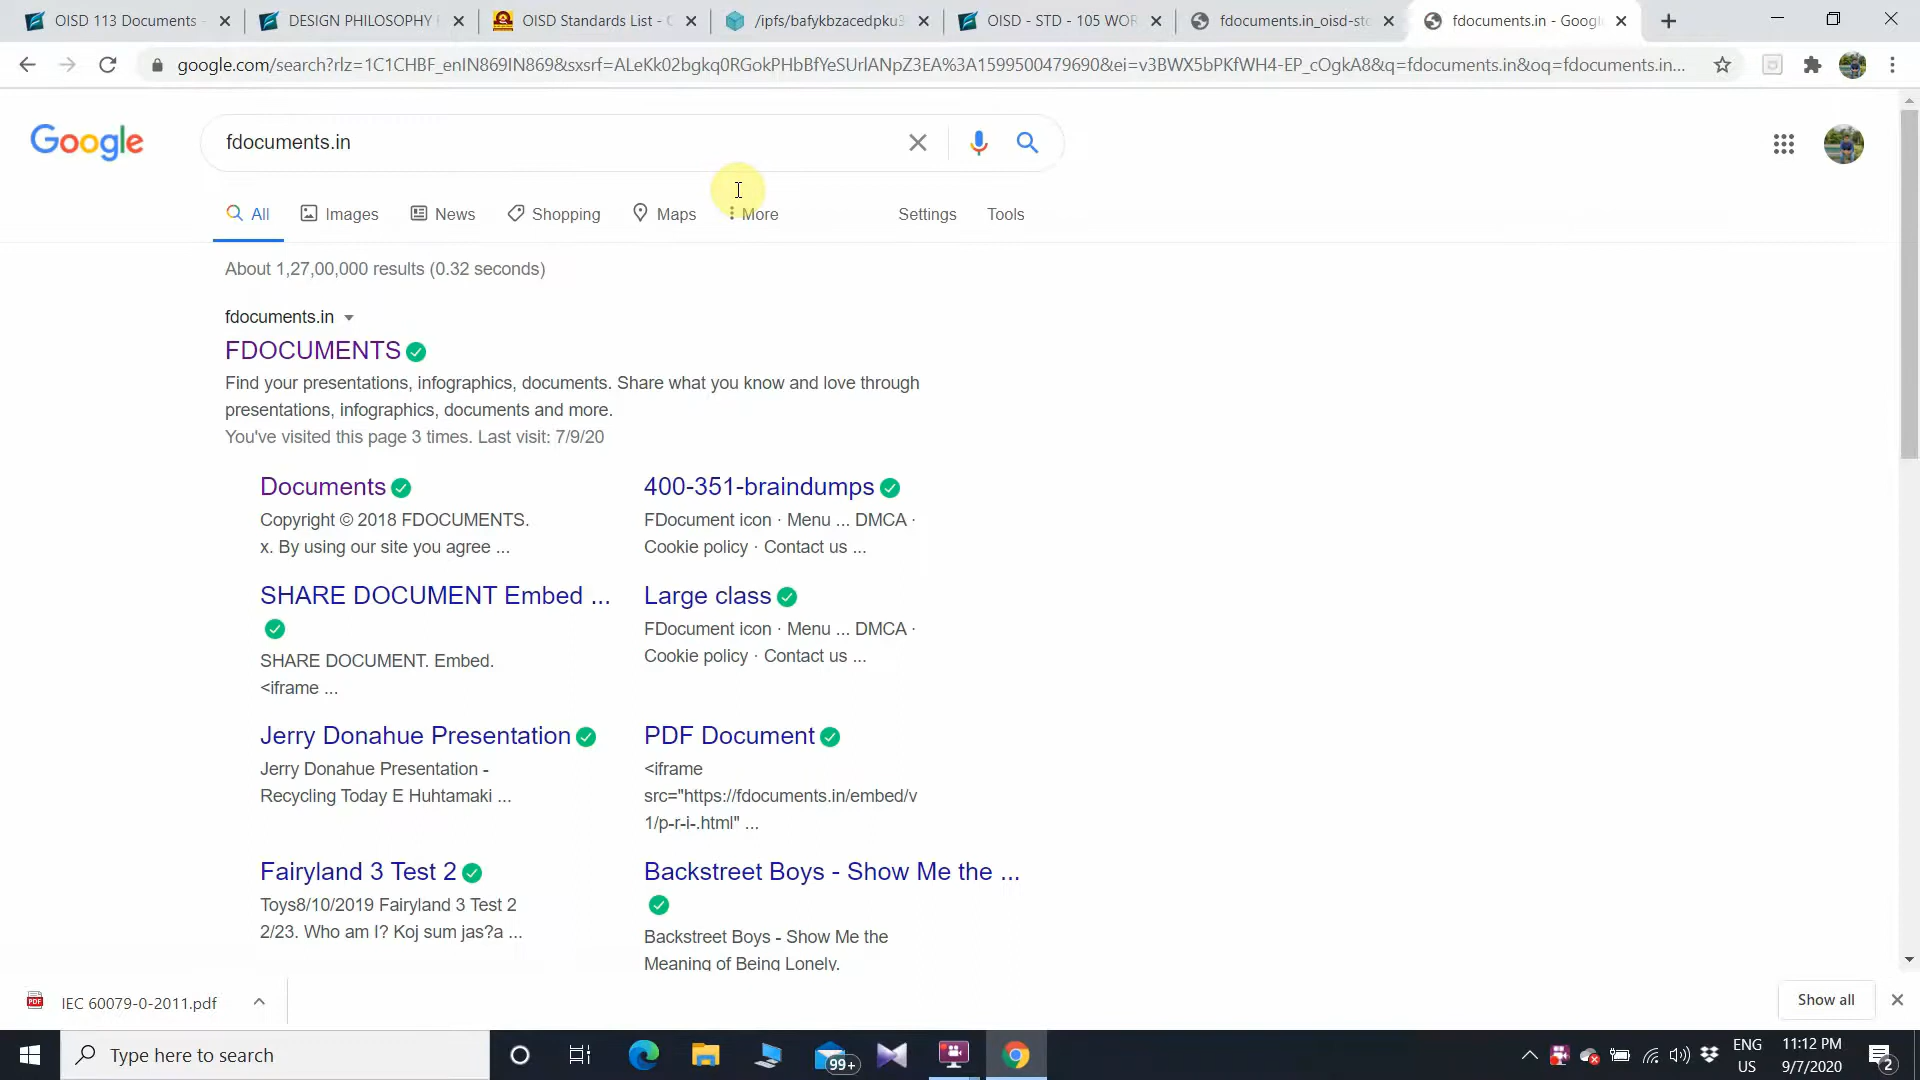 OISD 113 Documents -
DESIGN PHILOSOPHY
OISD Standards List -
/ipfs/bafykbzacedpku3
OISD - STD - 105 WOR
fdocuments.in_oisd-st
fdocuments.in - Googl
google.com/search?rlz=1C1CHBF_enIN869IN869&sxsrf=ALeKk02bgkq0RGokPHbBfYeSUrlANpZ3EA%3A1599500479690&ei=v3BWX5bPKfWH4-EP_cOgkA8&q=fdocuments.in&oq=fdocuments.in...
Google
fdocuments.in
All
Images
News
Shopping
Maps
More
Settings
Tools
About 1,27,00,000 results (0.32 seconds)
fdocuments.in
FDOCUMENTS
Find your presentations, infographics, documents. Share what you know and love through
presentations, infographics, documents and more.
You've visited this page 3 times. Last visit: 7/9/20
Documents
Copyright © 2018 FDOCUMENTS.
x. By using our site you agree ...
400-351-braindumps
FDocument icon · Menu ... DMCA ·
Cookie policy · Contact us ...
SHARE DOCUMENT Embed ...
SHARE DOCUMENT. Embed.
<iframe ...
Large class
FDocument icon · Menu ... DMCA ·
Cookie policy · Contact us ...
Jerry Donahue Presentation
Jerry Donahue Presentation -
Recycling Today E Huhtamaki ...
PDF Document
<iframe
src="https://fdocuments.in/embed/v
1/p-r-i-.html" ...
Fairyland 3 Test 2
Toys8/10/2019 Fairyland 3 Test 2
2/23. Who am I? Koj sum jas?a ...
Backstreet Boys - Show Me the ...
Backstreet Boys - Show Me the
Meaning of Being Lonely.
PDF
IEC 60079-0-2011.pdf
Show all
Type here to search
99+
ENG
US
11:12 PM
9/7/2020
2